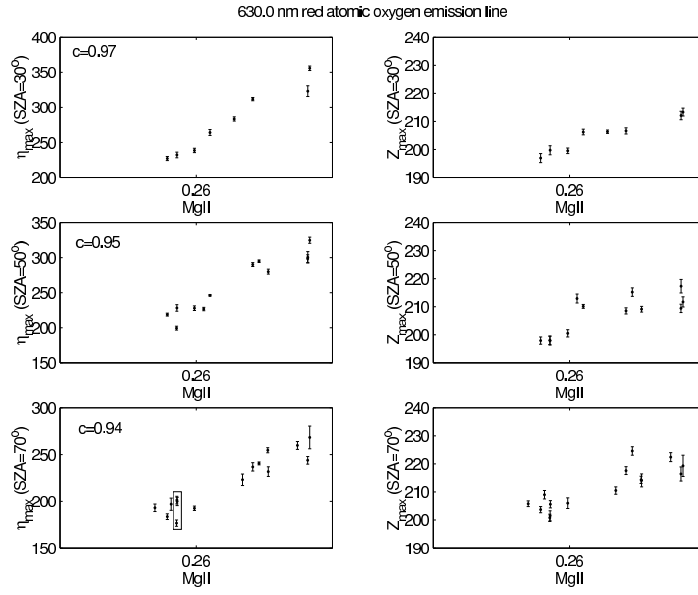 630.0 nm red atomic oxygen emission line
400
350
300
250
200
c=0.97
η_max (SZA=30°)
0.26
MgII
240
230
220
210
200
190
Z_max (SZA=30°)
0.26
MgII
350
300
250
200
150
c=0.95
η_max (SZA=50°)
0.26
MgII
240
230
220
210
200
190
Z_max (SZA=50°)
0.26
MgII
300
250
200
150
c=0.94
η_max (SZA=70°)
0.26
MgII
240
230
220
210
200
190
Z_max (SZA=70°)
0.26
MgII